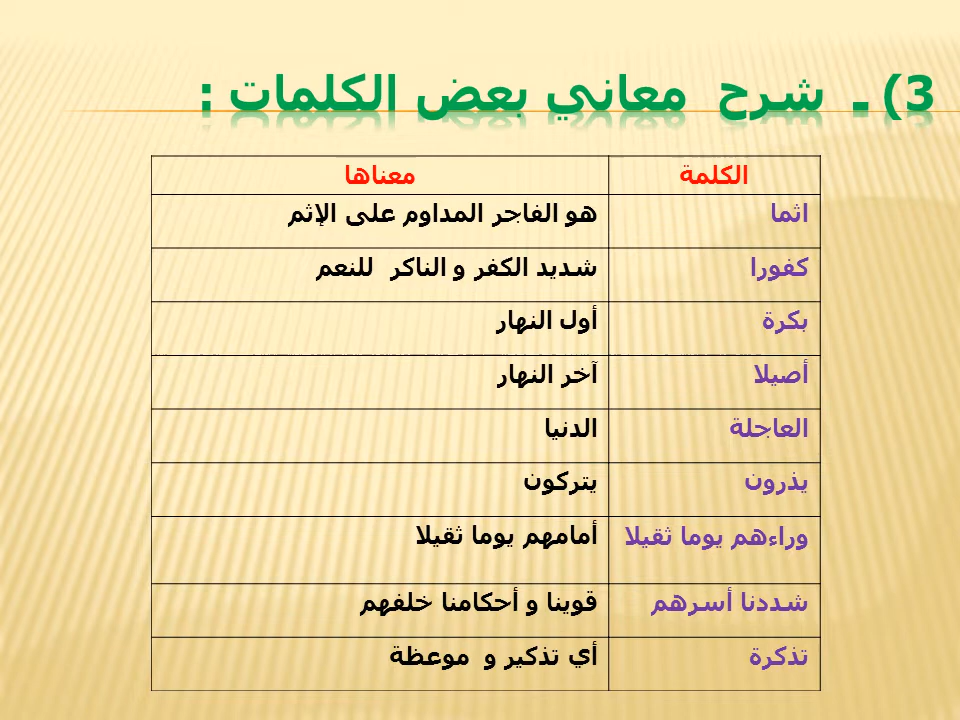 3) ـ شرح معاني بعض الكلمات :
الكلمة معناها
اثما هو الفاجر المداوم على الإثم
كفورا شديد الكفر و الناكر للنعم
بكرة أول النهار
أصيلا آخر النهار
العاجلة الدنيا
يذرون يتركون
وراءهم يوما ثقيلا أمامهم يوما ثقيلا
شددنا أسرهم قوينا و أحكامنا خلفهم
تذكرة أي تذكير و موعظة